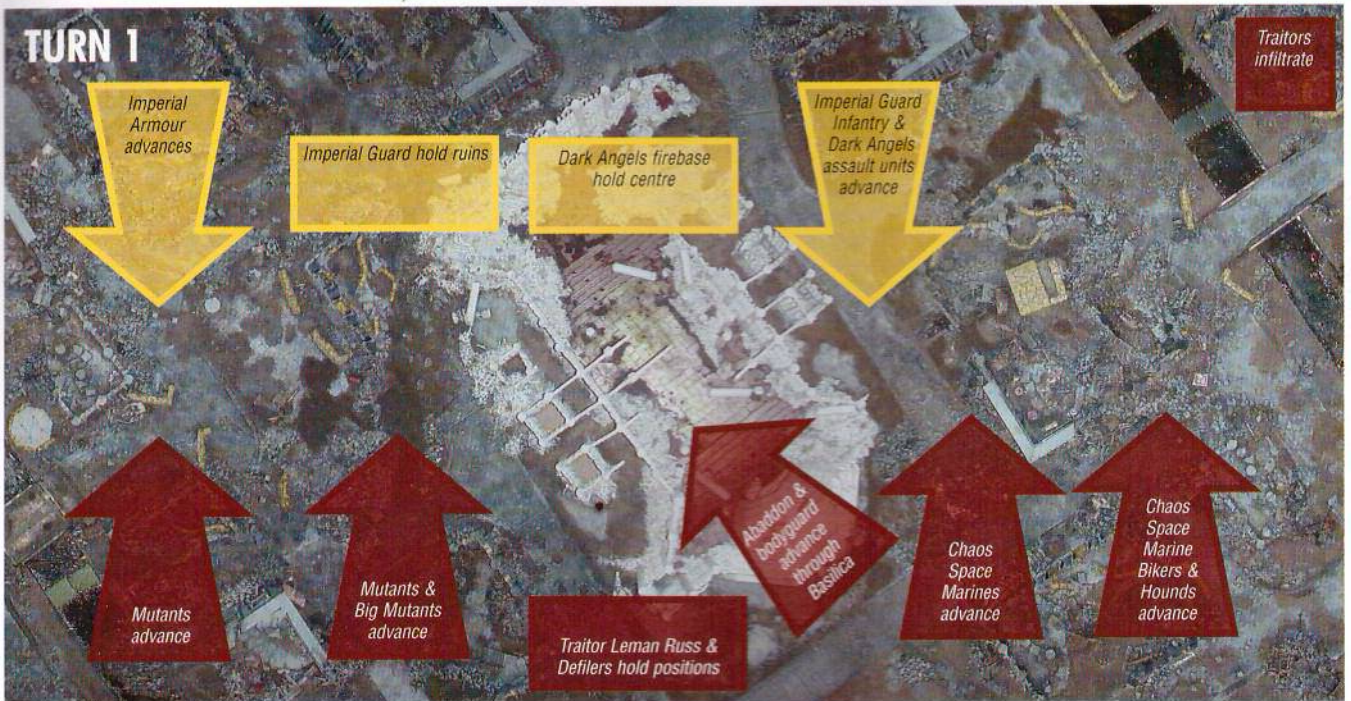 TURN 1
Imperial
Armour
advances
Imperial Guard hold ruins
Dark Angels firebase
hold centre
Imperial Guard
Infantry &
Dark Angels
assault units
advance
Traitors
infiltrate
Mutants
advance
Mutants &
Big Mutants
advance
Traitor Leman Russ &
Defilers hold positions
Abaddon &
bodyguard
advance
through
Basilica
Chaos
Space
Marines
advance
Chaos
Space
Marine
Bikers &
Hounds
advance